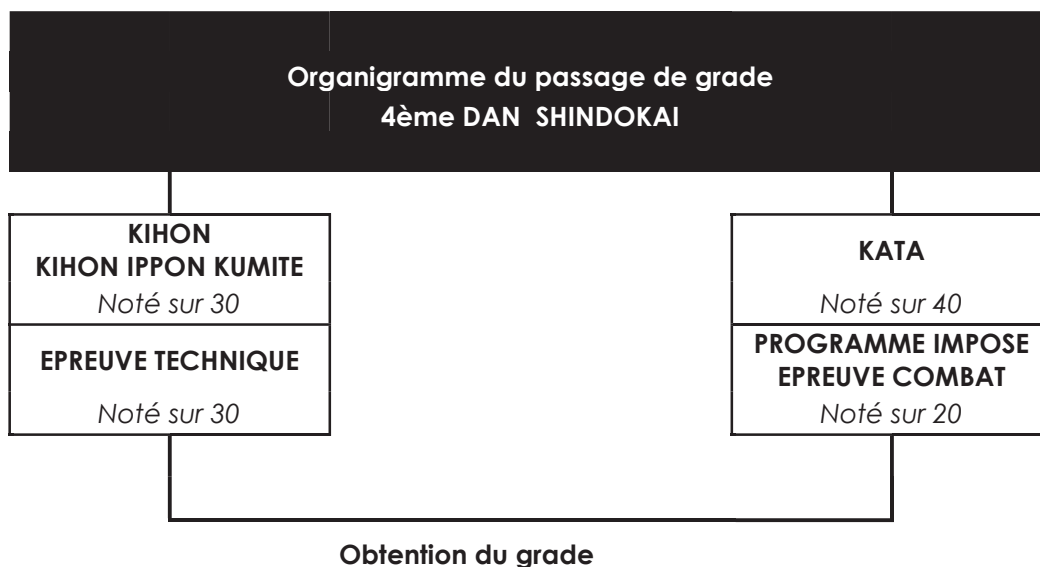 Organigramme du passage de grade
4ème DAN SHINDOKAI
KIHON
KIHON IPPON KUMITE
Noté sur 30
EPREUVE TECHNIQUE
Noté sur 30
KATA
Noté sur 40
PROGRAMME IMPOSE
EPREUVE COMBAT
Noté sur 20
Obtention du grade